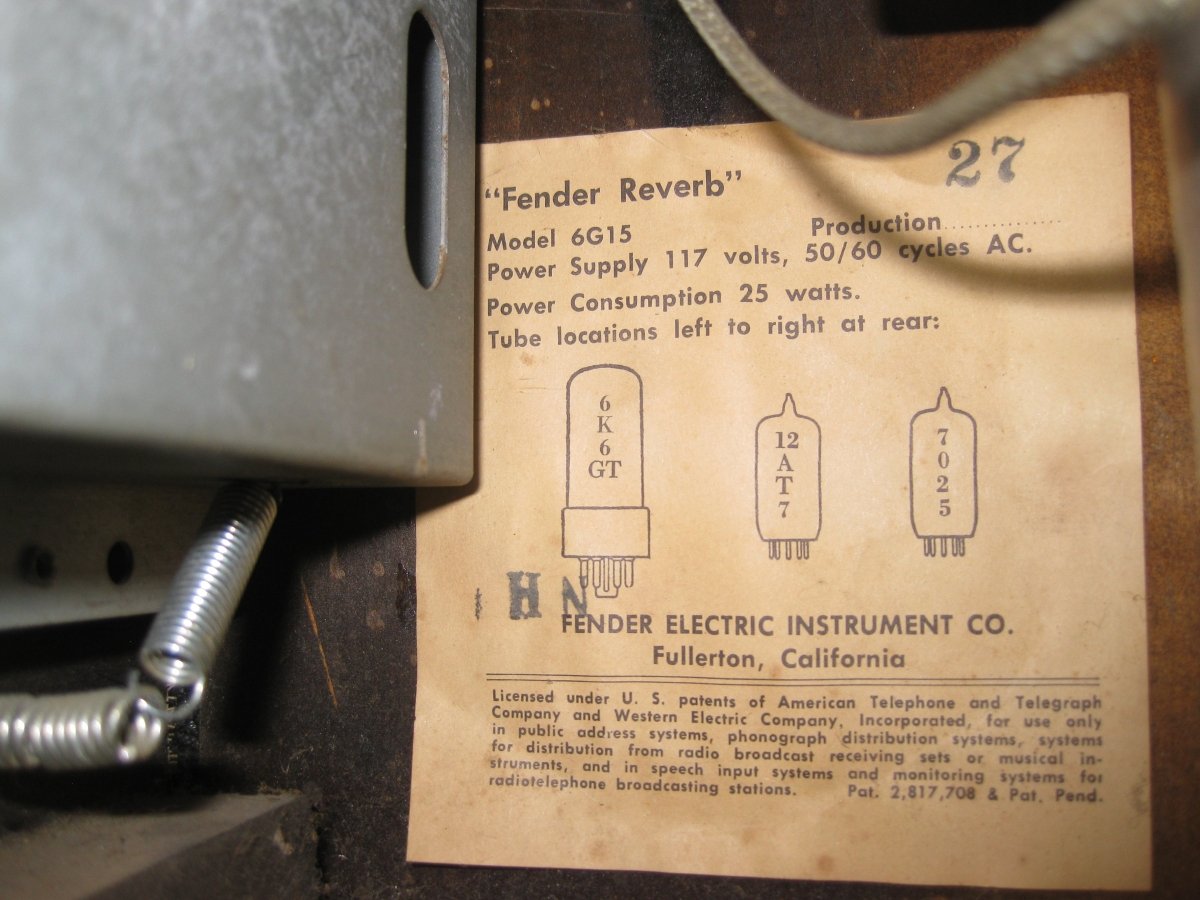 27
“Fender Reverb”
Model 6G15 Production..............
Power Supply 117 volts, 50/60 cycles AC.
Power Consumption 25 watts.
Tube locations left to right at rear:
6
K
6
GT
12
A
T
7
7
0
2
5
H N
FENDER ELECTRIC INSTRUMENT CO.
Fullerton, California
Licensed under U. S. patents of American Telephone and Telegraph
Company and Western Electric Company, Incorporated, for use only
in public address systems, phonograph distribution systems, systems
for distribution from radio broadcast receiving sets or musical in-
struments, and in speech input systems and monitoring systems for
radiotelephone broadcasting stations. Pat. 2,817,708 & Pat. Pend.